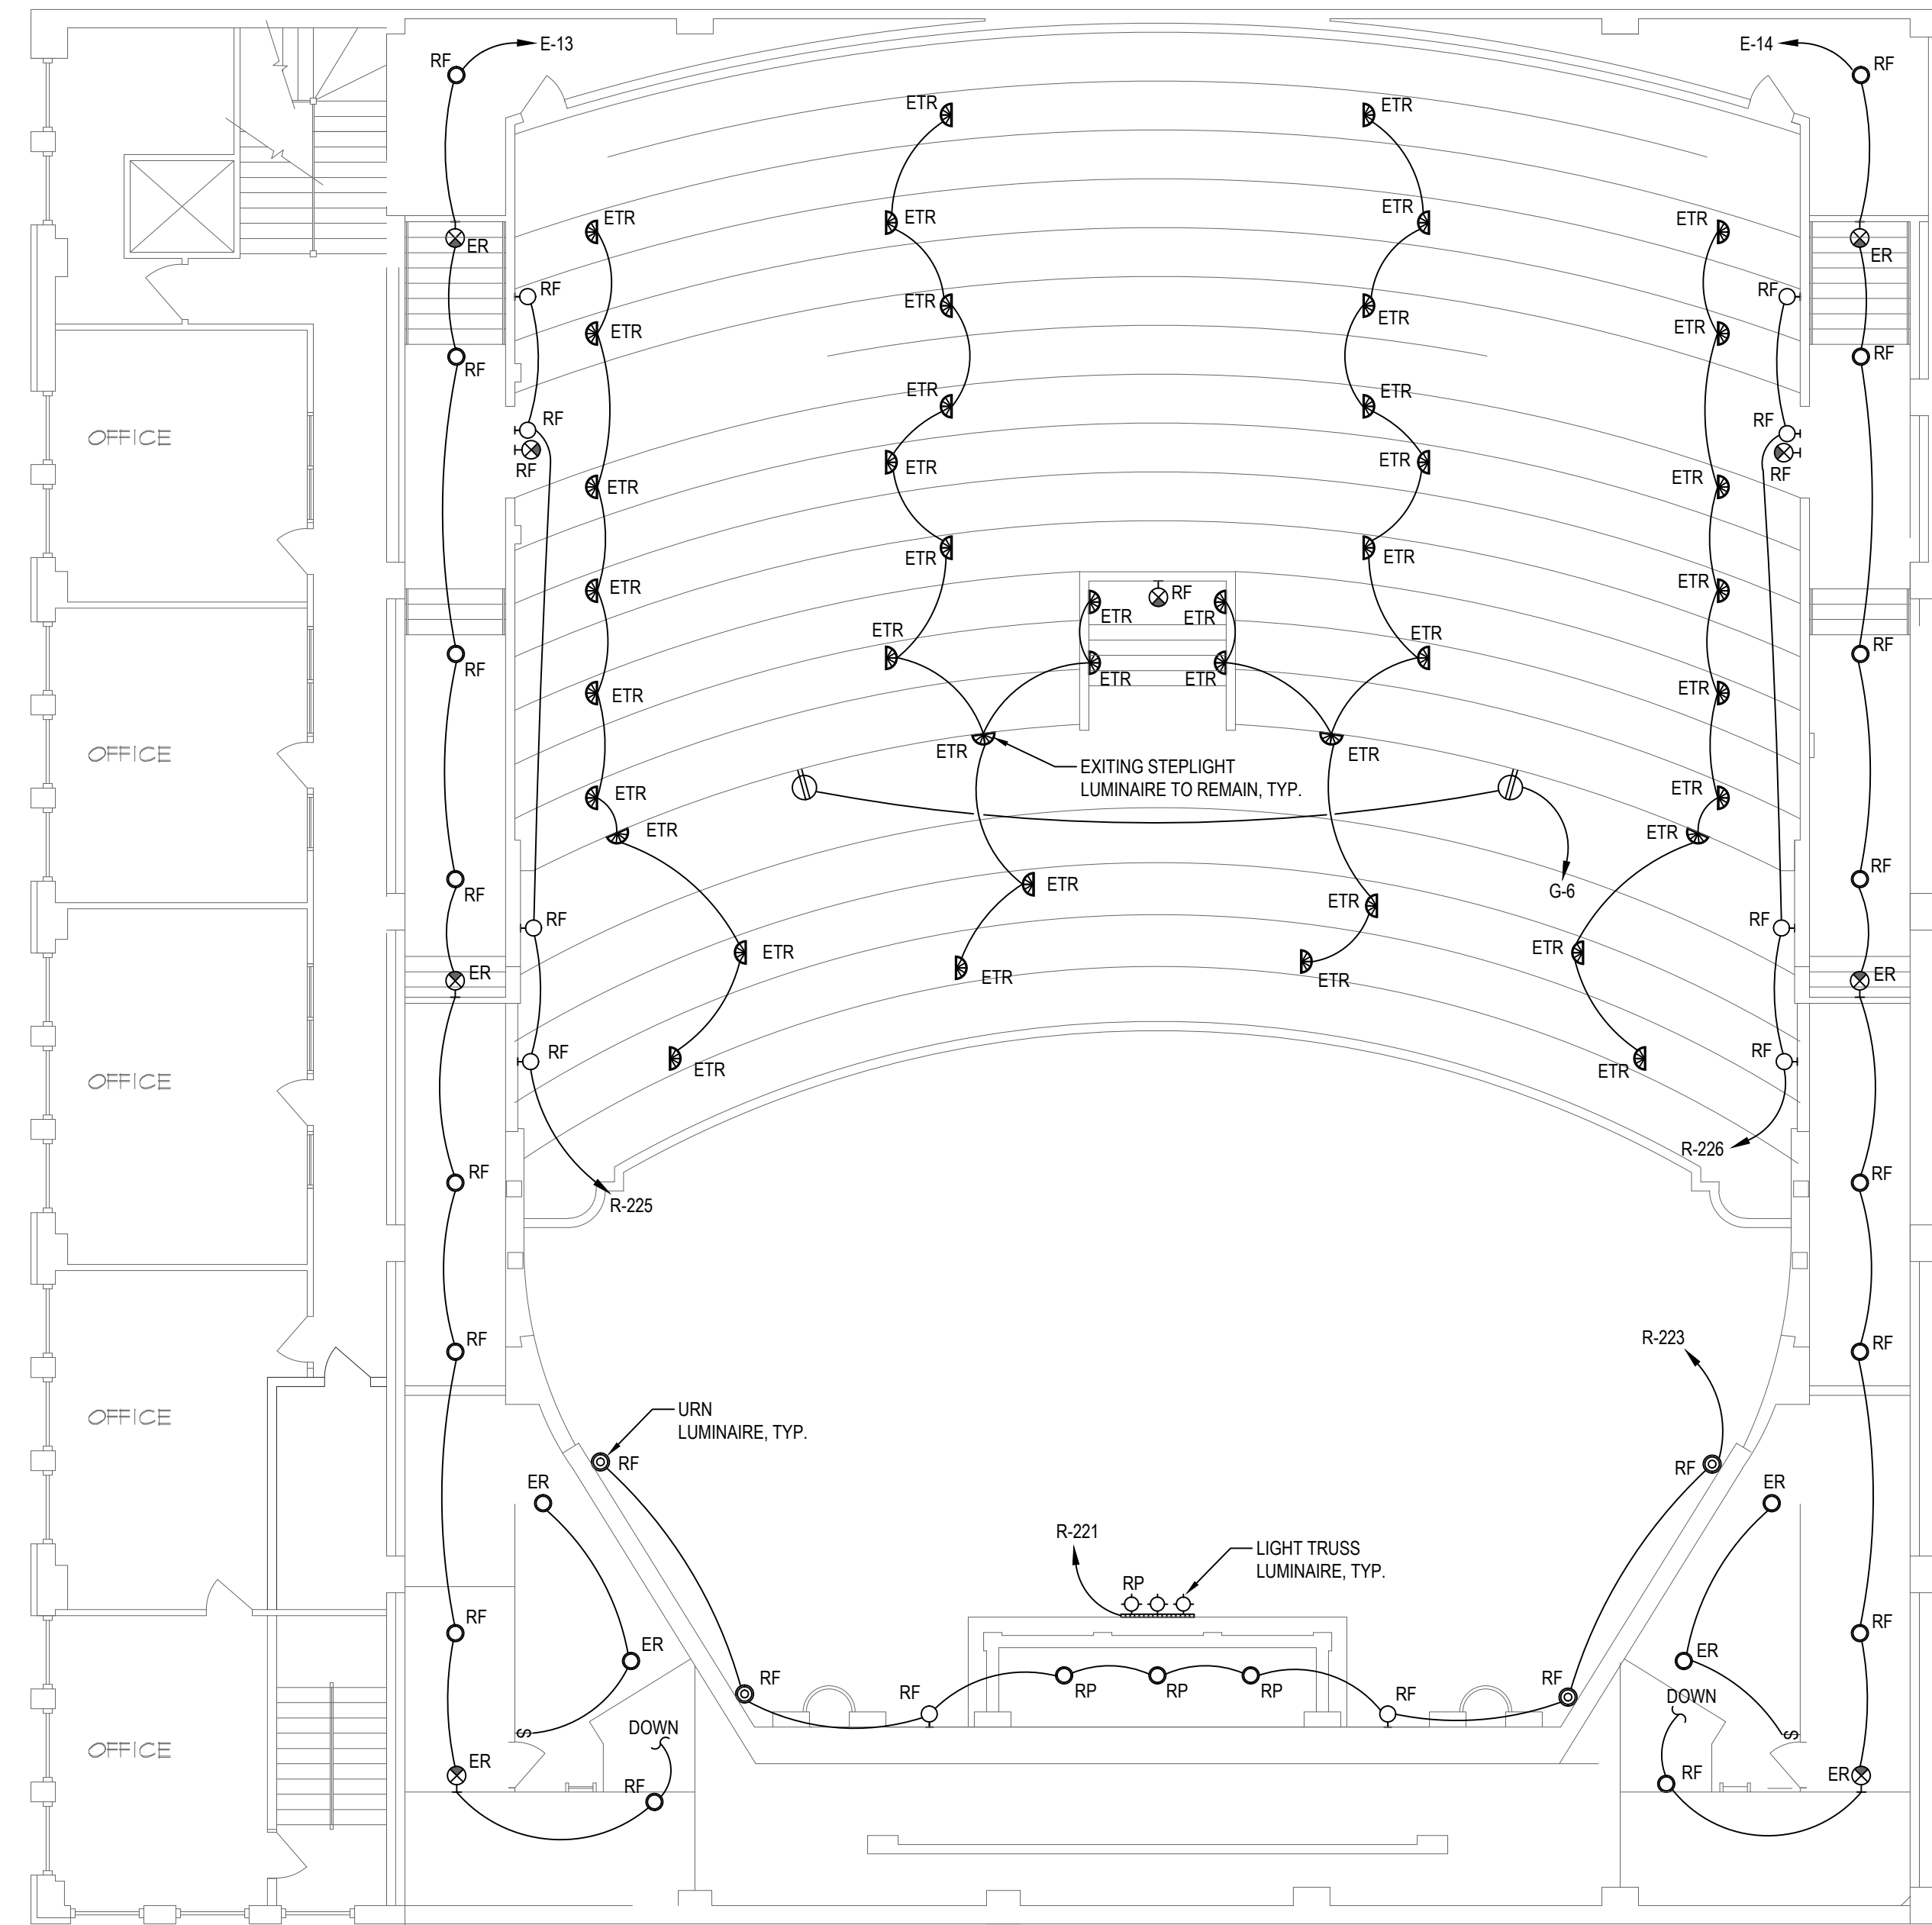 E-13
E-14
RF
RF
ETR
ETR
ETR
ETR
ETR
ETR
ER
ER
RF
RF
ETR
ETR
ETR
ETR
RF
RF
ETR
ETR
RF
RF
OFFICE
RF
RF
ETR
ETR
ETR
ETR
ETR
ETR
ETR
ETR
RF
ETR
ETR
ETR
ETR
RF
RF
ETR
ETR
ETR
ETR
ETR
ETR
OFFICE
ETR
ETR
EXITING STEPLIGHT
LUMINAIRE TO REMAIN, TYP.
ETR
ETR
ETR
ETR
G-6
RF
RF
ETR
ETR
RF
RF
ETR
ETR
ER
ER
ETR
ETR
RF
RF
ETR
ETR
OFFICE
R-226
RF
RF
R-225
RF
RF
R-223
URN
LUMINAIRE, TYP.
OFFICE
RF
RF
ER
ER
R-221
LIGHT TRUSS
LUMINAIRE, TYP.
RP
RF
RF
ER
ER
RF
RF
RP
RP
RP
RF
RF
DOWN
DOWN
S
S
OFFICE
ER
ER
RF
RF